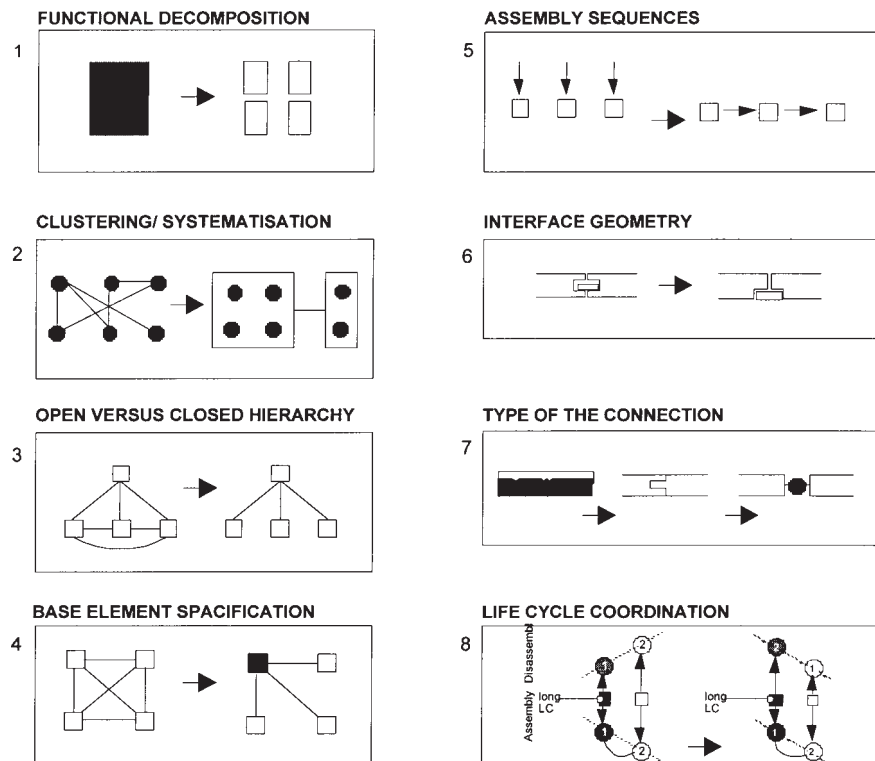 FUNCTIONAL DECOMPOSITION
1
CLUSTERING/ SYSTEMATISATION
2
OPEN VERSUS CLOSED HIERARCHY
3
BASE ELEMENT SPACIFICATION
4
ASSEMBLY SEQUENCES
5
INTERFACE GEOMETRY
6
TYPE OF THE CONNECTION
7
LIFE CYCLE COORDINATION
8
Assembly Disassembl
long
LC
1
2
1
2
long
LC
2
1
1
2